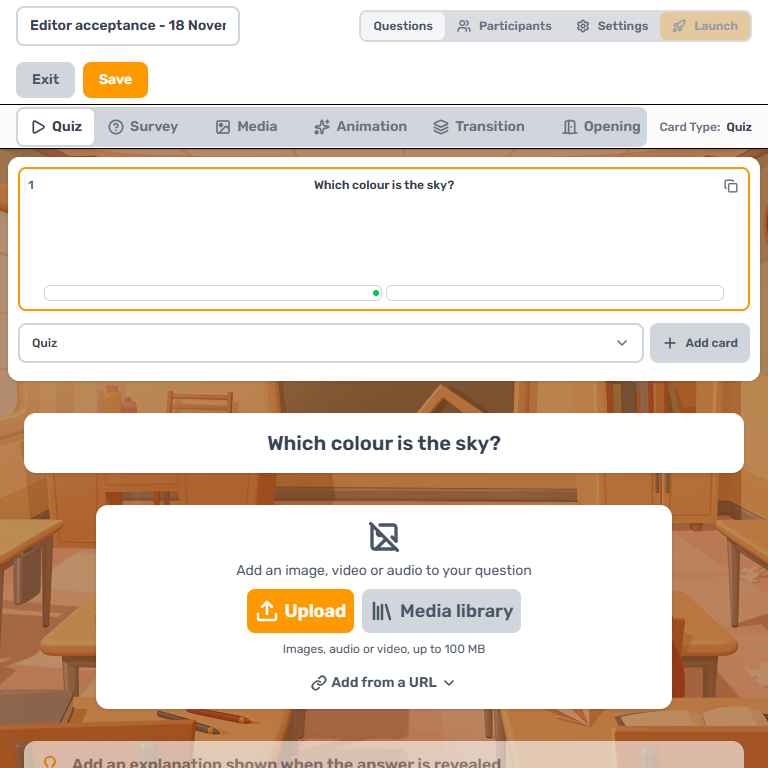 Editor acceptance - 18 Nover
Questions
Participants
Settings
Launch
Exit
Save
Quiz
Survey
Media
Animation
Transition
Opening
Card Type: Quiz
1
Which colour is the sky?
Quiz
Add card
Which colour is the sky?
Add an image, video or audio to your question
Upload
Media library
Images, audio or video, up to 100 MB
Add from a URL
Add an explanation shown when the answer is revealed